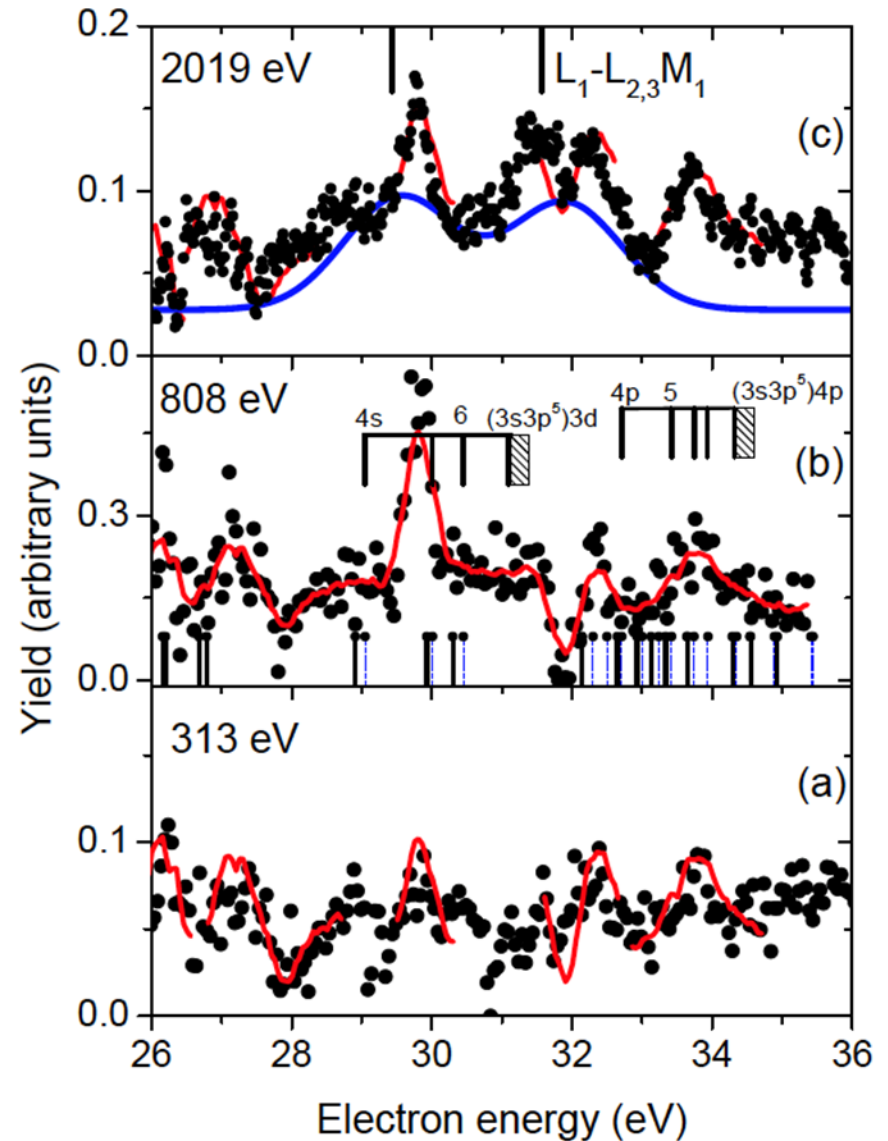 0.2
2019 eV
L₁-L₂,₃M₁
(c)
0.1
0.0
808 eV
4s
6
(3s3p⁵)3d
4p
5
(3s3p⁵)4p
(b)
0.3
0.0
313 eV
(a)
0.1
0.0
26
28
30
32
34
36
Yield (arbitrary units)
Electron energy (eV)